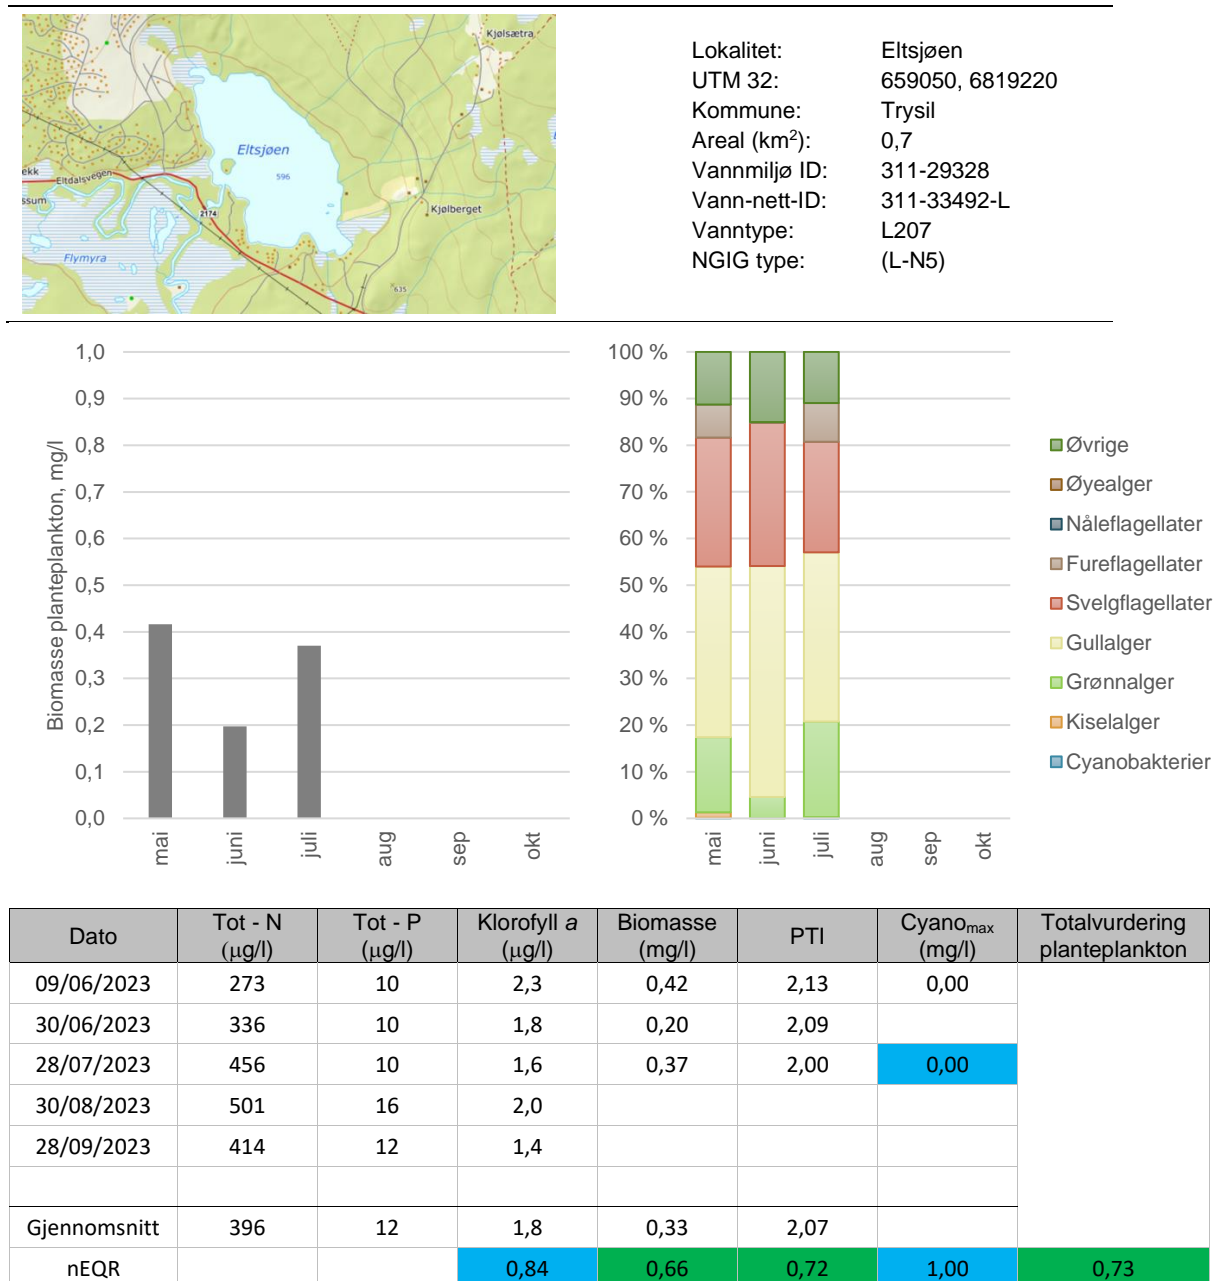 Kjølsætra
Eltsjøen
596
ekk
Eltdalsvegen
ssum
2174
Kjølberget
Flymyra
635
Lokalitet: Eltsjøen
UTM 32: 659050, 6819220
Kommune: Trysil
Areal (km²): 0,7
Vannmiljø ID: 311-29328
Vann-nett-ID: 311-33492-L
Vanntype: L207
NGIG type: (L-N5)
Biomasse planteplankton, mg/l
1,0
0,9
0,8
0,7
0,6
0,5
0,4
0,3
0,2
0,1
0,0
mai juni juli aug sep okt
100 %
90 %
80 %
70 %
60 %
50 %
40 %
30 %
20 %
10 %
0 %
mai juni juli aug sep okt
Øvrige
Øyealger
Nåleflagellater
Fureflagellater
Svelgflagellater
Gullalger
Grønnalger
Kiselalger
Cyanobakterier
Dato Tot - N (µg/l) Tot - P (µg/l) Klorofyll a (µg/l) Biomasse (mg/l) PTI Cyanomax (mg/l) Totalvurdering planteplankton
09/06/2023 273 10 2,3 0,42 2,13 0,00
30/06/2023 336 10 1,8 0,20 2,09
28/07/2023 456 10 1,6 0,37 2,00 0,00
30/08/2023 501 16 2,0
28/09/2023 414 12 1,4
Gjennomsnitt 396 12 1,8 0,33 2,07
nEQR 0,84 0,66 0,72 1,00 0,73